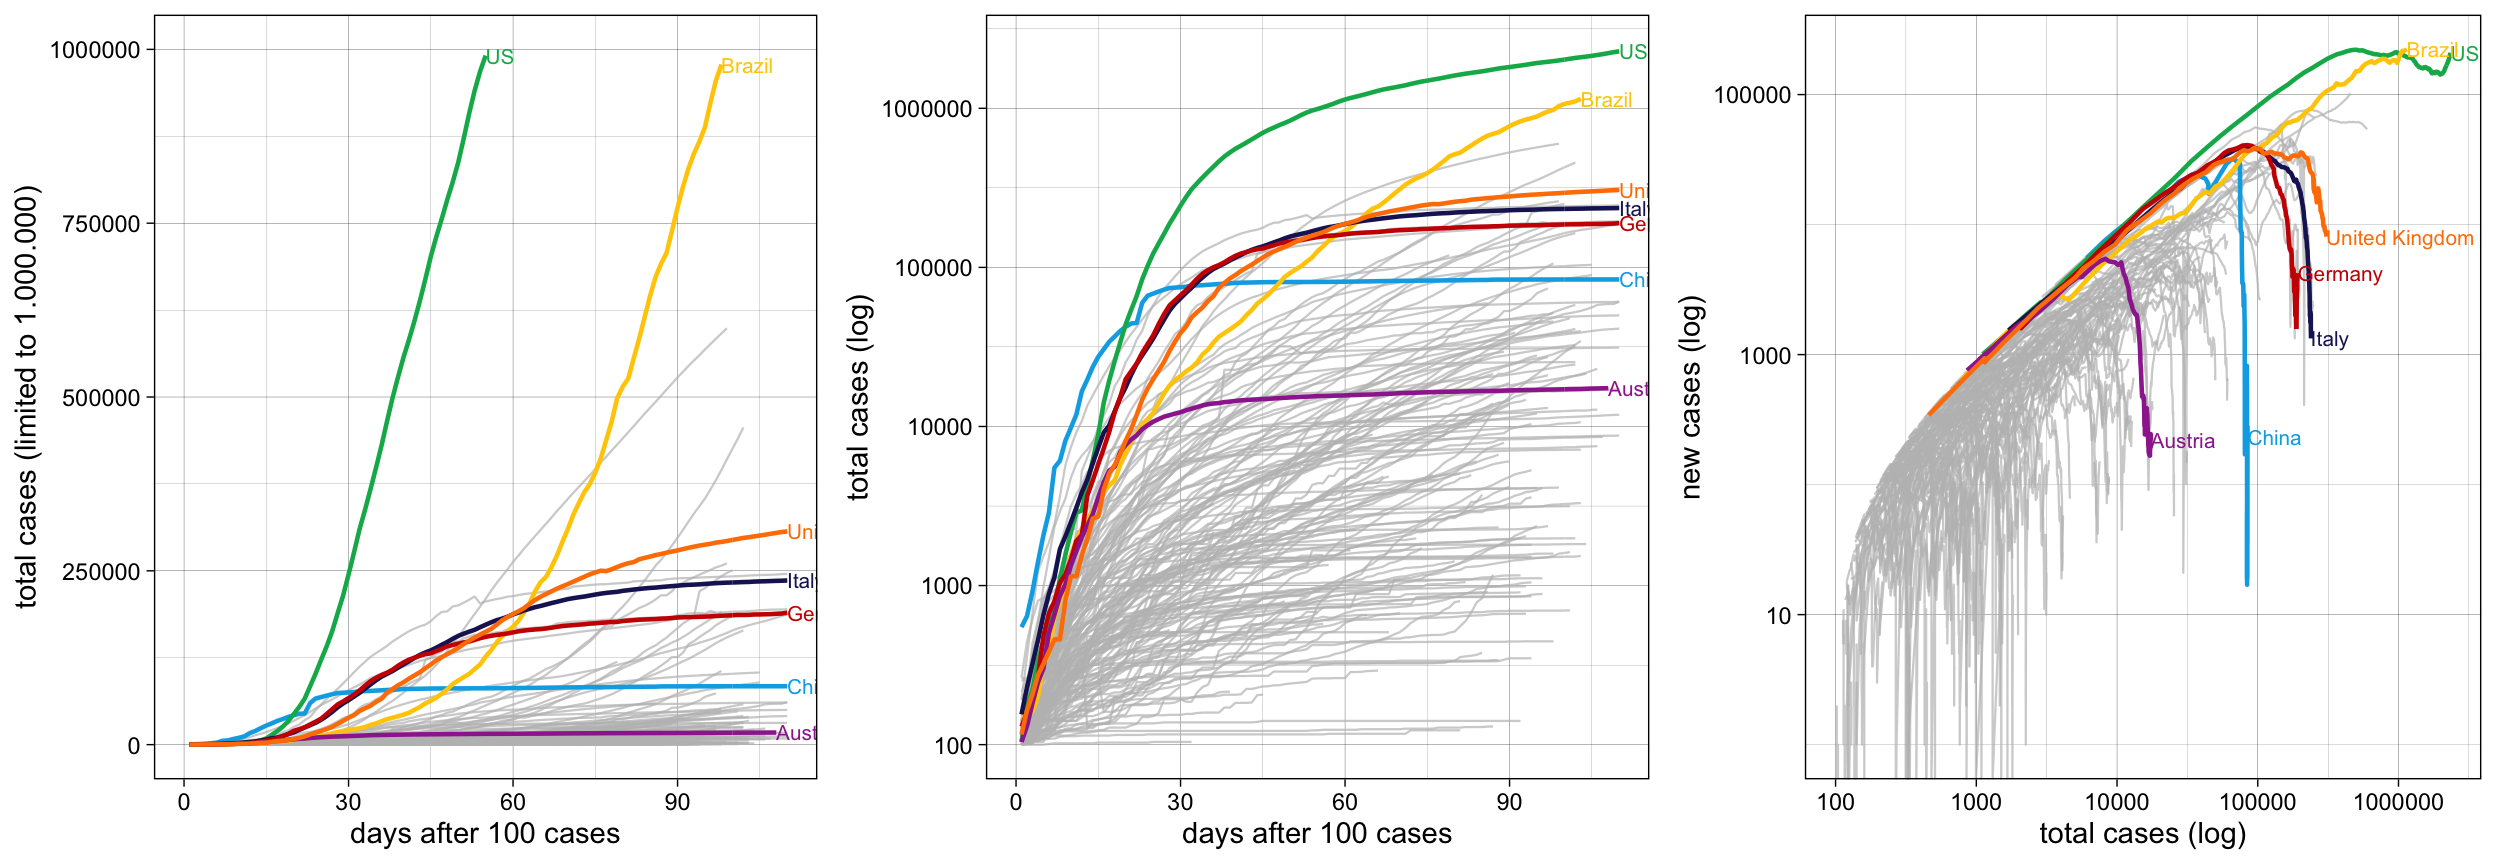 total cases (limited to 1.000.000)
1000000
750000
500000
250000
0
US
Brazil
Uni
Italy
Ge
Chi
Aust
0 30 60 90
days after 100 cases
total cases (log)
1000000
100000
10000
1000
100
US
Brazil
Uni
Italy
Ge
Chi
Aust
0 30 60 90
days after 100 cases
new cases (log)
100000
1000
10
Brazil
US
United Kingdom
Germany
Italy
China
Austria
100 1000 10000 100000 1000000
total cases (log)